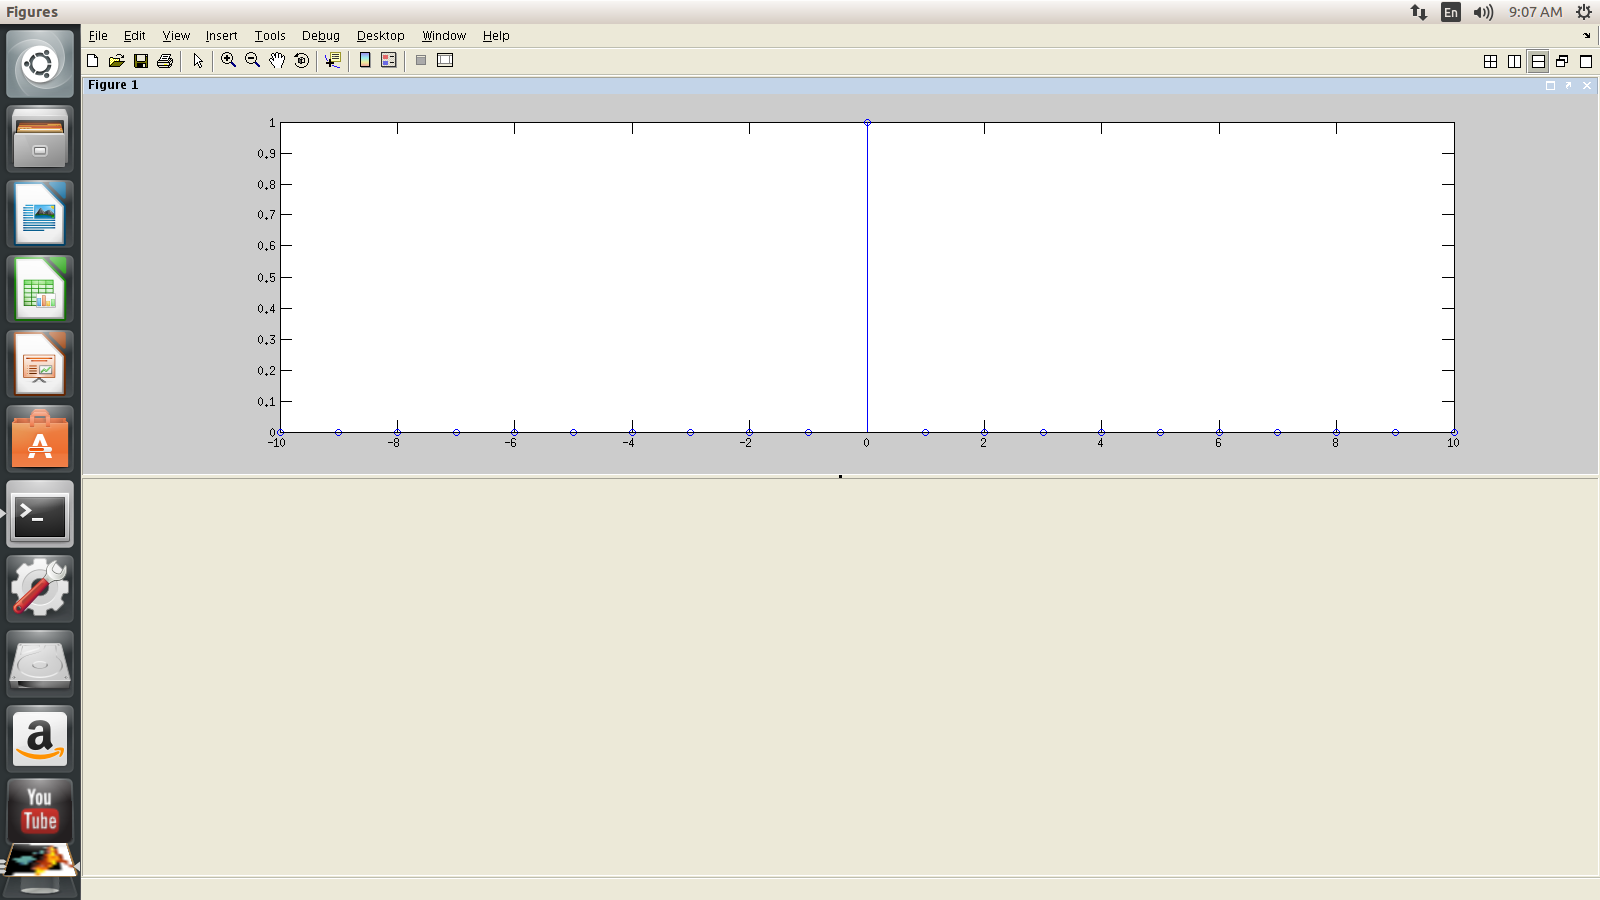 Figures
En
9:07 AM
File Edit View Insert Tools Debug Desktop Window Help
Figure 1
1
0.9
0.8
0.7
0.6
0.5
0.4
0.3
0.2
0.1
0
-10 -8 -6 -4 -2 0 2 4 6 8 10
A
>_
a
You
Tube